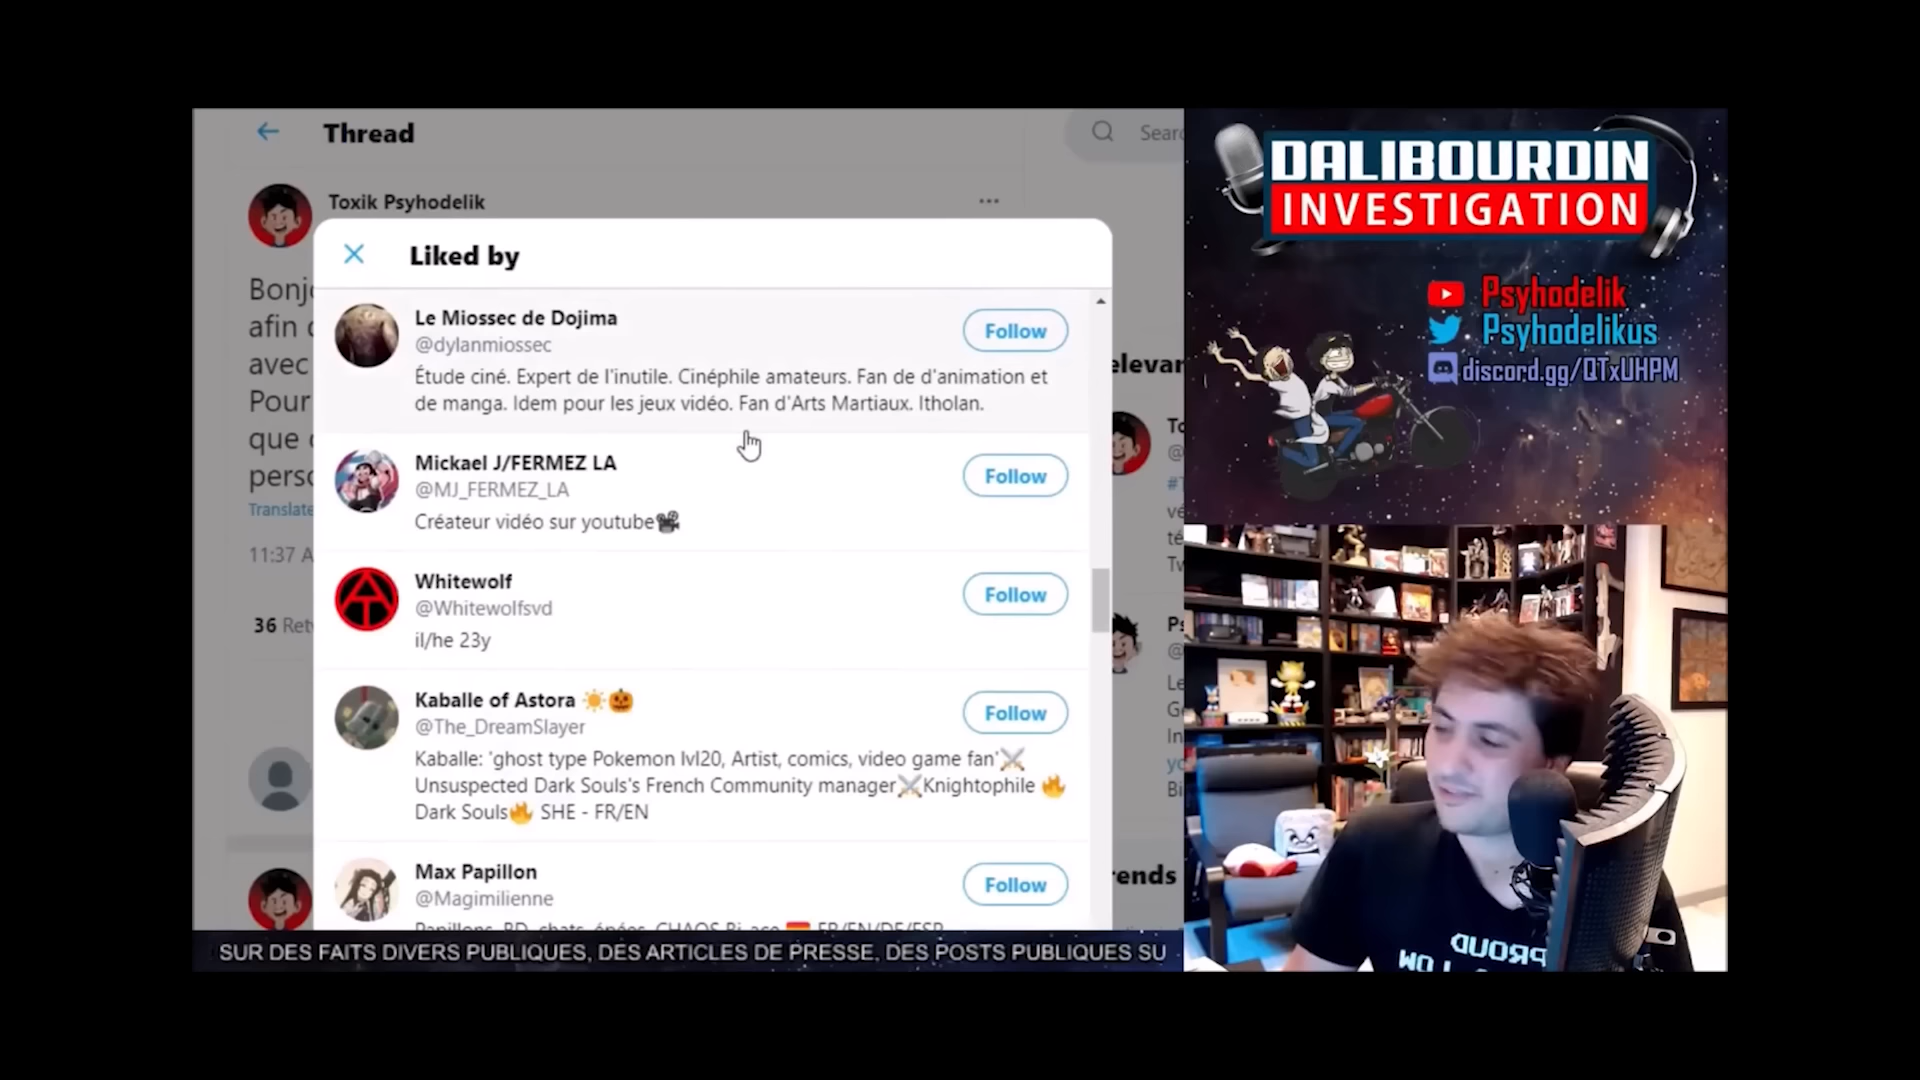 Thread
Sear
Toxik Psyhodelik
Liked by
Bonj
afin
avec
Pour
que
perso
Translate
11:37 A
36 Ret
Le Miossec de Dojima
@dylanmiossec
Follow
Étude ciné. Expert de l'inutile. Cinéphile amateurs. Fan de d'animation et
de manga. Idem pour les jeux vidéo. Fan d'Arts Martiaux. Itholan.
Mickael J/FERMEZ LA
@MJ_FERMEZ_LA
Follow
Créateur vidéo sur youtube
Whitewolf
@Whitewolfsvd
Follow
il/he 23y
Kaballe of Astora
@The_DreamSlayer
Follow
Kaballe: 'ghost type Pokemon lvl20, Artist, comics, video game fan'
Unsuspected Dark Souls's French Community manager Knightophile
Dark Souls SHE - FR/EN
Max Papillon
@Magimilienne
Follow
elevan
rends
SUR DES FAITS DIVERS PUBLIQUES, DES ARTICLES DE PRESSE, DES POSTS PUBLIQUES SU
DALIBOURDIN
INVESTIGATION
Psyhodelik
Psyhodelikus
discord.gg/QTxUHPM
PROUD